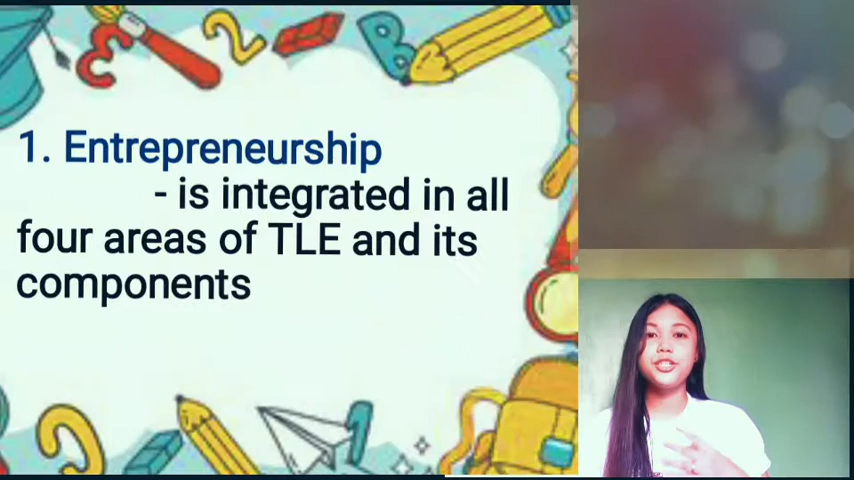 1. Entrepreneurship
- is integrated in all
four areas of TLE and its
components